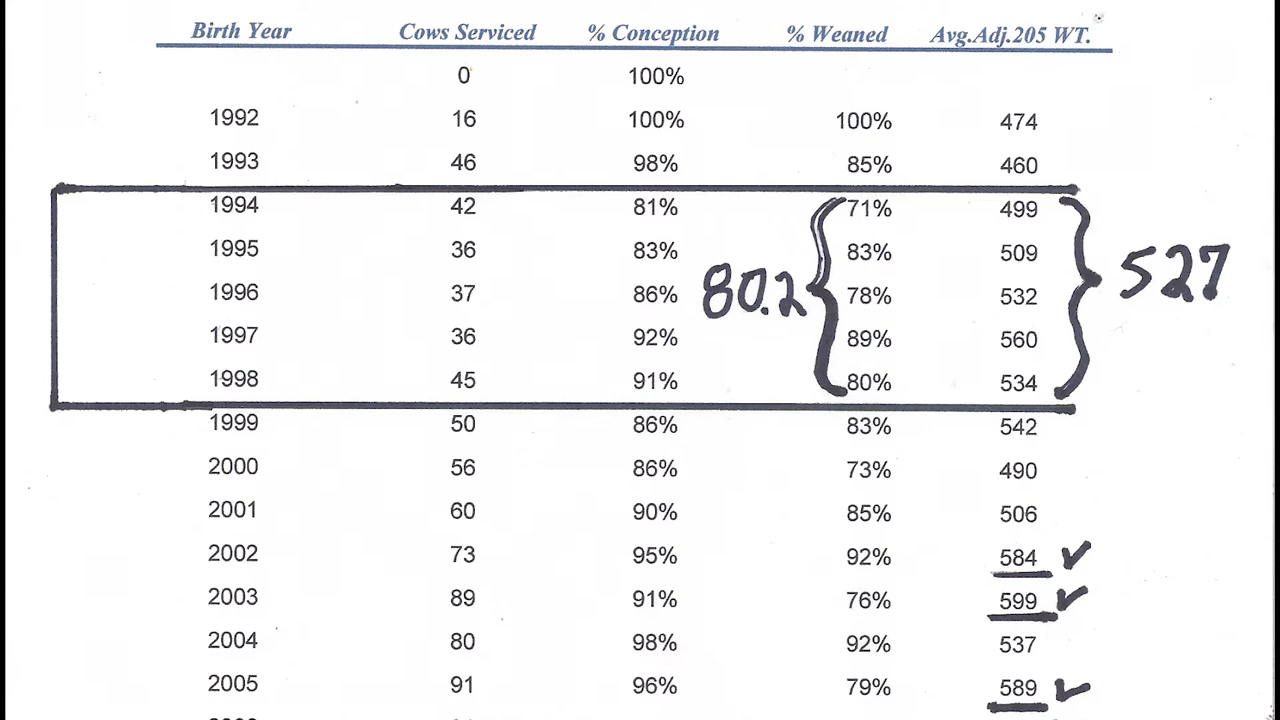 Birth Year Cows Serviced % Conception % Weaned Avg.Adj.205 WT.
0 100%
1992 16 100% 100% 474
1993 46 98% 85% 460
1994 42 81% 71% 499
1995 36 83% 83% 509
80.2 527
1996 37 86% 78% 532
1997 36 92% 89% 560
1998 45 91% 80% 534
1999 50 86% 83% 542
2000 56 86% 73% 490
2001 60 90% 85% 506
2002 73 95% 92% 584 ✓
2003 89 91% 76% 599 ✓
2004 80 98% 92% 537
2005 91 96% 79% 589 ✓